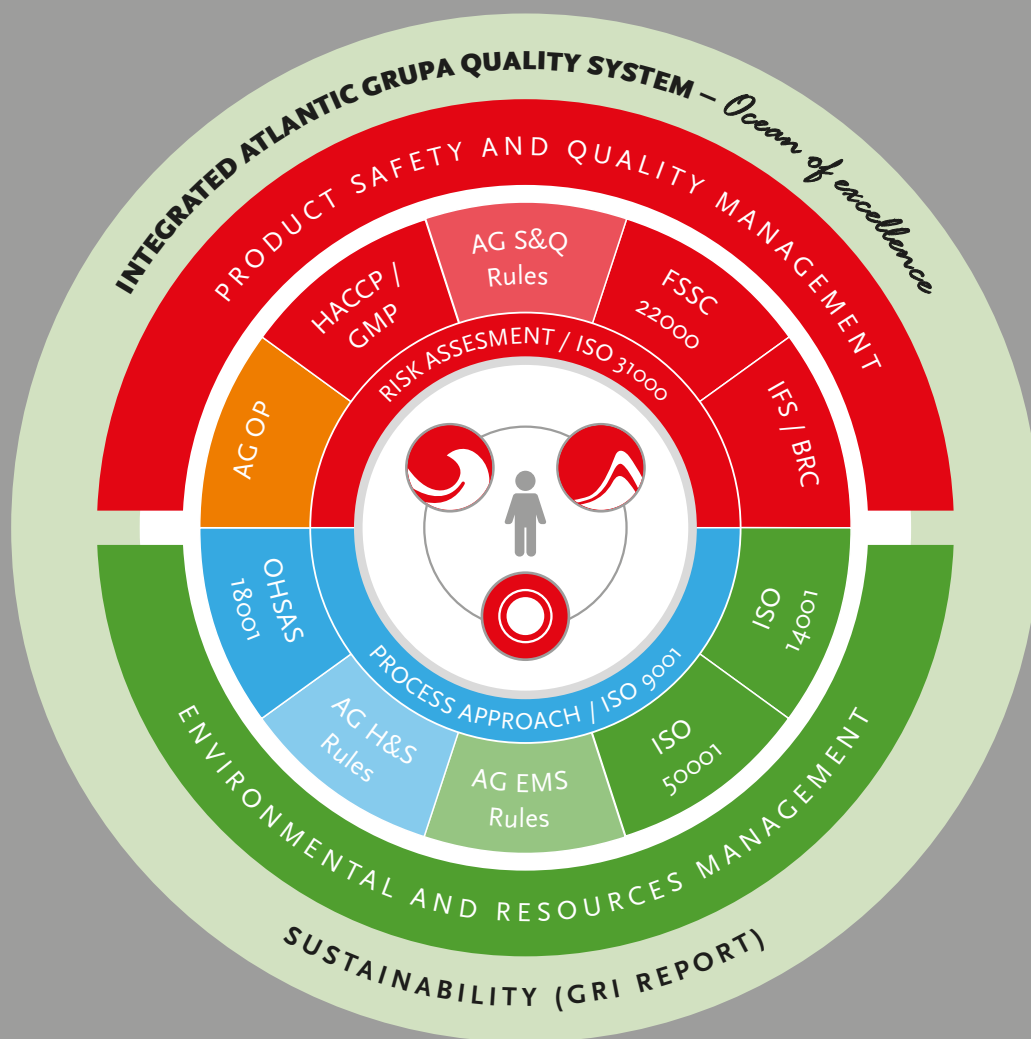 INTEGRATED ATLANTIC GRUPA QUALITY SYSTEM – Ocean of excellence
PRODUCT SAFETY AND QUALITY MANAGEMENT
AG OP
HACCP /
GMP
AG S&Q
Rules
FSSC
22000
IFS / BRC
RISK ASSESMENT / ISO 31000
PROCESS APPROACH / ISO 9001
OHSAS
18001
AG H&S
Rules
AG EMS
Rules
ISO
50001
ISO
14001
ENVIRONMENTAL AND RESOURCES MANAGEMENT
SUSTAINABILITY (GRI REPORT)